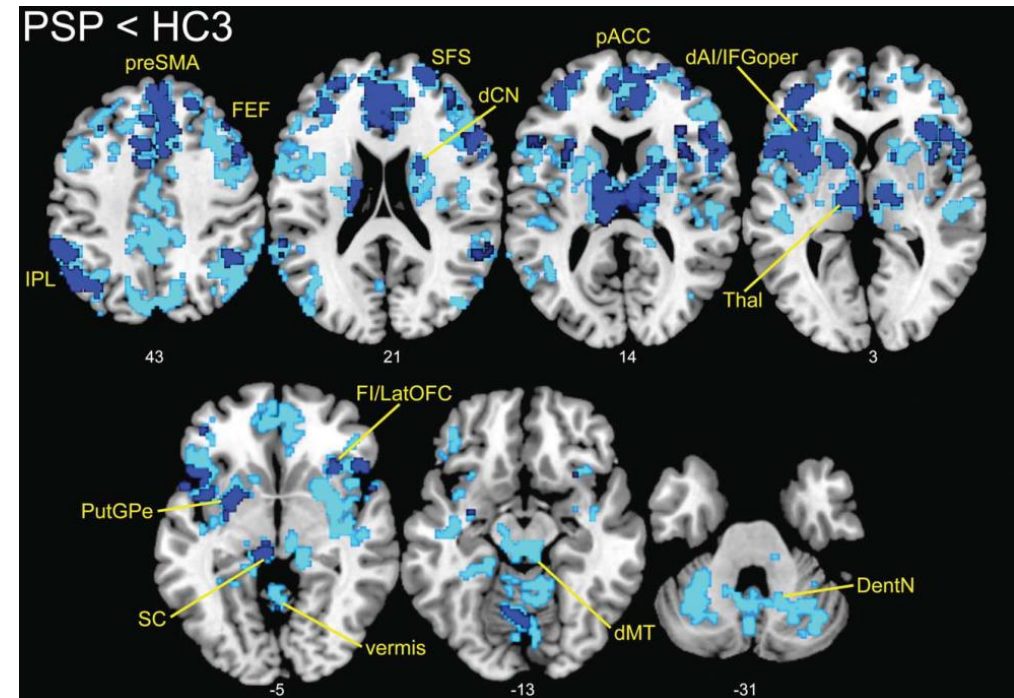 PSP < HC3
preSMA
FEF
IPL
43
SFS
dCN
21
pACC
14
dAI/IFGoper
Thal
3
FI/LatOFC
PutGPe
SC
vermis
-5
dMT
-13
DentN
-31